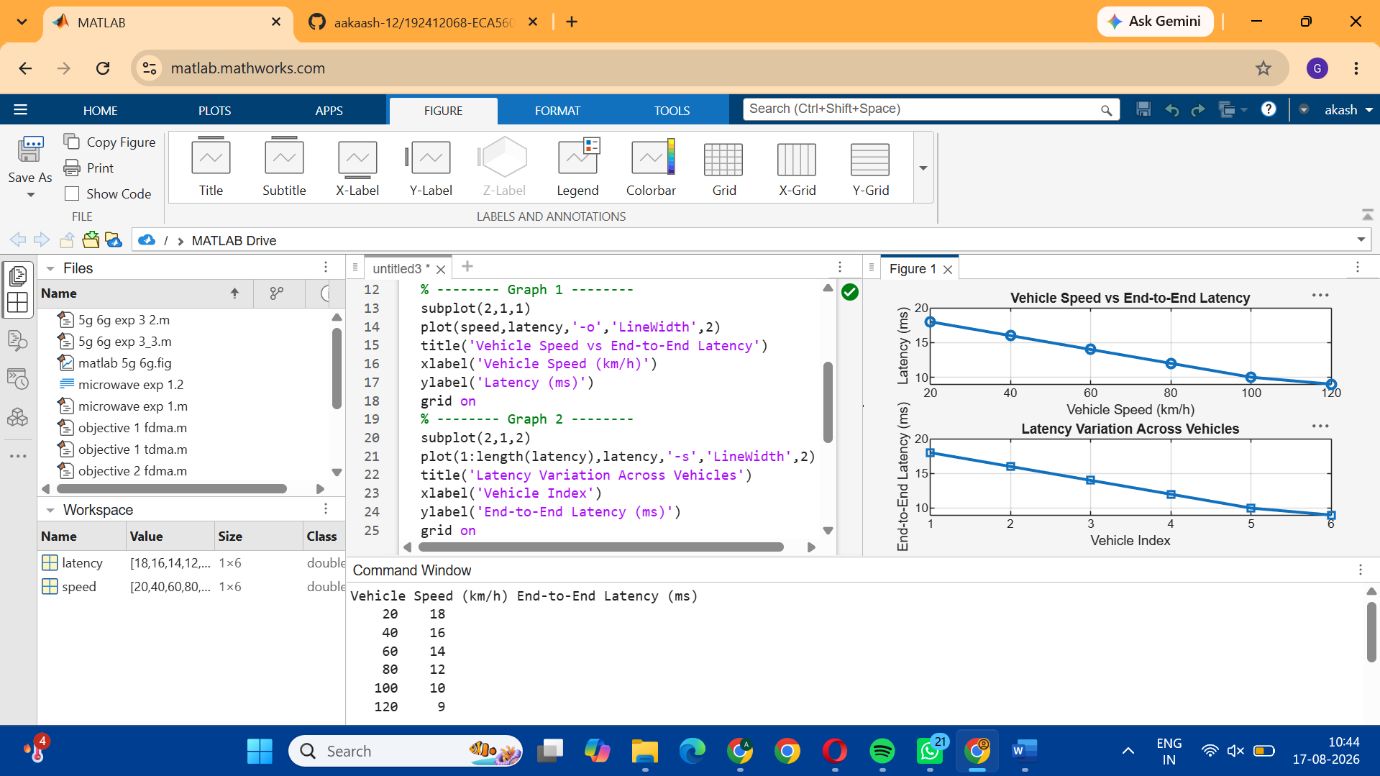 MATLAB
aakaash-12/192412068-ECA560
Ask Gemini
matlab.mathworks.com
G
HOME
PLOTS
APPS
FIGURE
FORMAT
TOOLS
Search (Ctrl+Shift+Space)
akash
Save As
Copy Figure
Print
Show Code
FILE
Title
Subtitle
X-Label
Y-Label
Z-Label
Legend
Colorbar
Grid
X-Grid
Y-Grid
LABELS AND ANNOTATIONS
/ > MATLAB Drive
Files
Name
5g 6g exp 3 2.m
5g 6g exp 3_3.m
matlab 5g 6g.fig
microwave exp 1.2
microwave exp 1.m
objective 1 fdma.m
objective 1 tdma.m
objective 2 fdma.m
Workspace
Name Value Size Class
latency [18,16,14,12,... 1×6 double
speed [20,40,60,80,... 1×6 double
untitled3 *
12 % -------- Graph 1 --------
13 subplot(2,1,1)
14 plot(speed,latency,'-o','LineWidth',2)
15 title('Vehicle Speed vs End-to-End Latency')
16 xlabel('Vehicle Speed (km/h)')
17 ylabel('Latency (ms)')
18 grid on
19 % -------- Graph 2 --------
20 subplot(2,1,2)
21 plot(1:length(latency),latency,'-s','LineWidth',2)
22 title('Latency Variation Across Vehicles')
23 xlabel('Vehicle Index')
24 ylabel('End-to-End Latency (ms)')
25 grid on
Figure 1
Vehicle Speed vs End-to-End Latency
Latency (ms)
20
15
10
20 40 60 80 100 120
Vehicle Speed (km/h)
Latency Variation Across Vehicles
End-to-End Latency (ms)
20
15
10
1 2 3 4 5 6
Vehicle Index
Command Window
Vehicle Speed (km/h) End-to-End Latency (ms)
20 18
40 16
60 14
80 12
100 10
120 9
4
Search
A
21
W
ENG
IN
10:44
17-08-2026